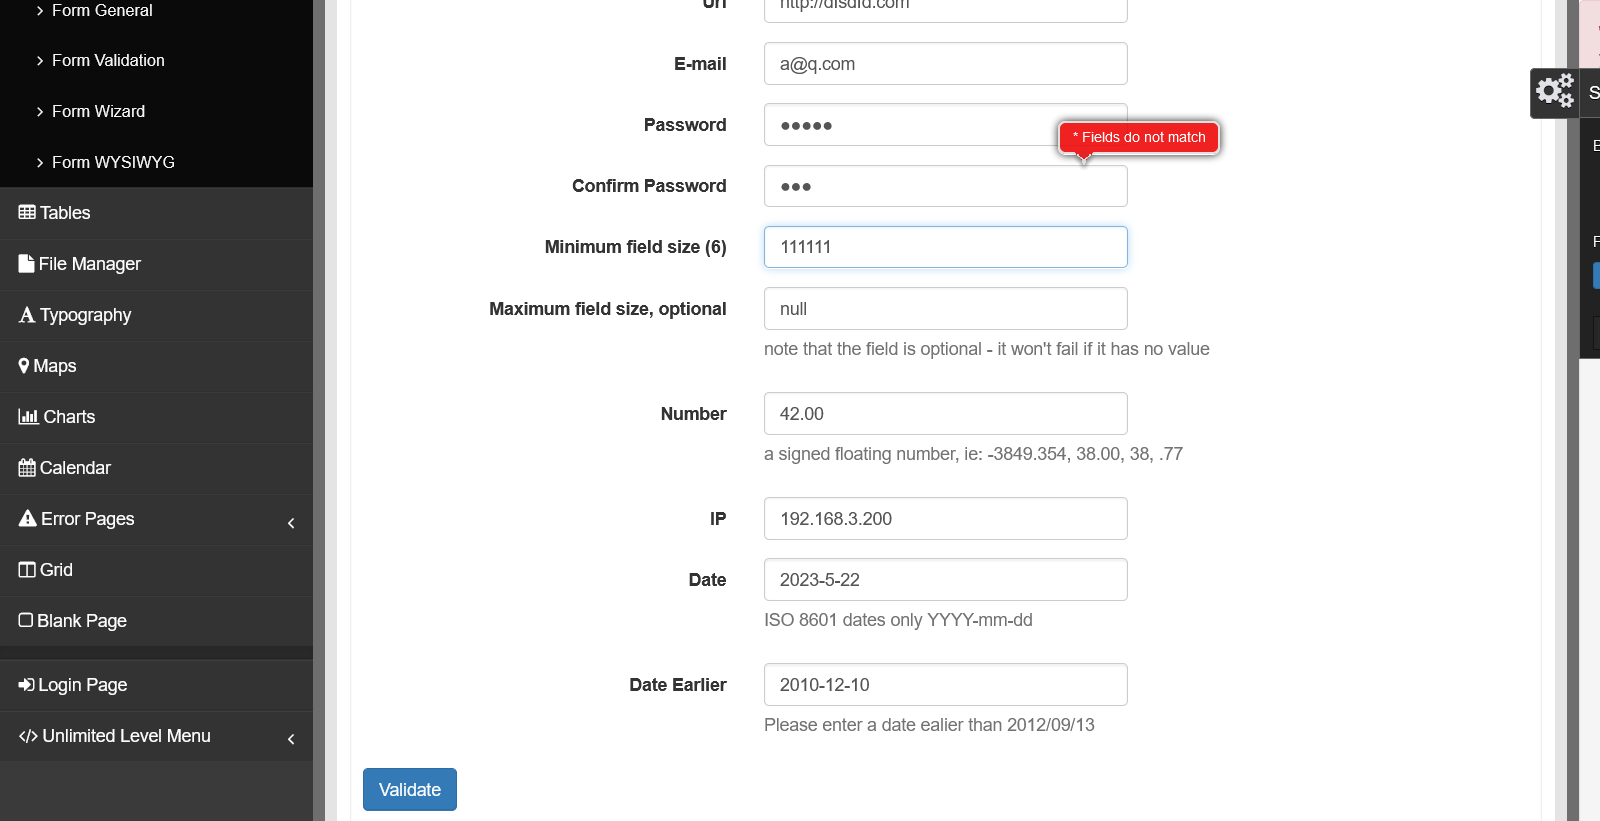 Form General
Form Validation
Form Wizard
Form WYSIWYG
Tables
File Manager
Typography
Maps
Charts
Calendar
Error Pages
Grid
Blank Page
Login Page
Unlimited Level Menu
Url
http://dfsdfd.com
E-mail
a@q.com
Password
●●●●●
* Fields do not match
Confirm Password
●●●
Minimum field size (6)
111111
Maximum field size, optional
null
note that the field is optional - it won't fail if it has no value
Number
42.00
a signed floating number, ie: -3849.354, 38.00, 38, .77
IP
192.168.3.200
Date
2023-5-22
ISO 8601 dates only YYYY-mm-dd
Date Earlier
2010-12-10
Please enter a date ealier than 2012/09/13
Validate